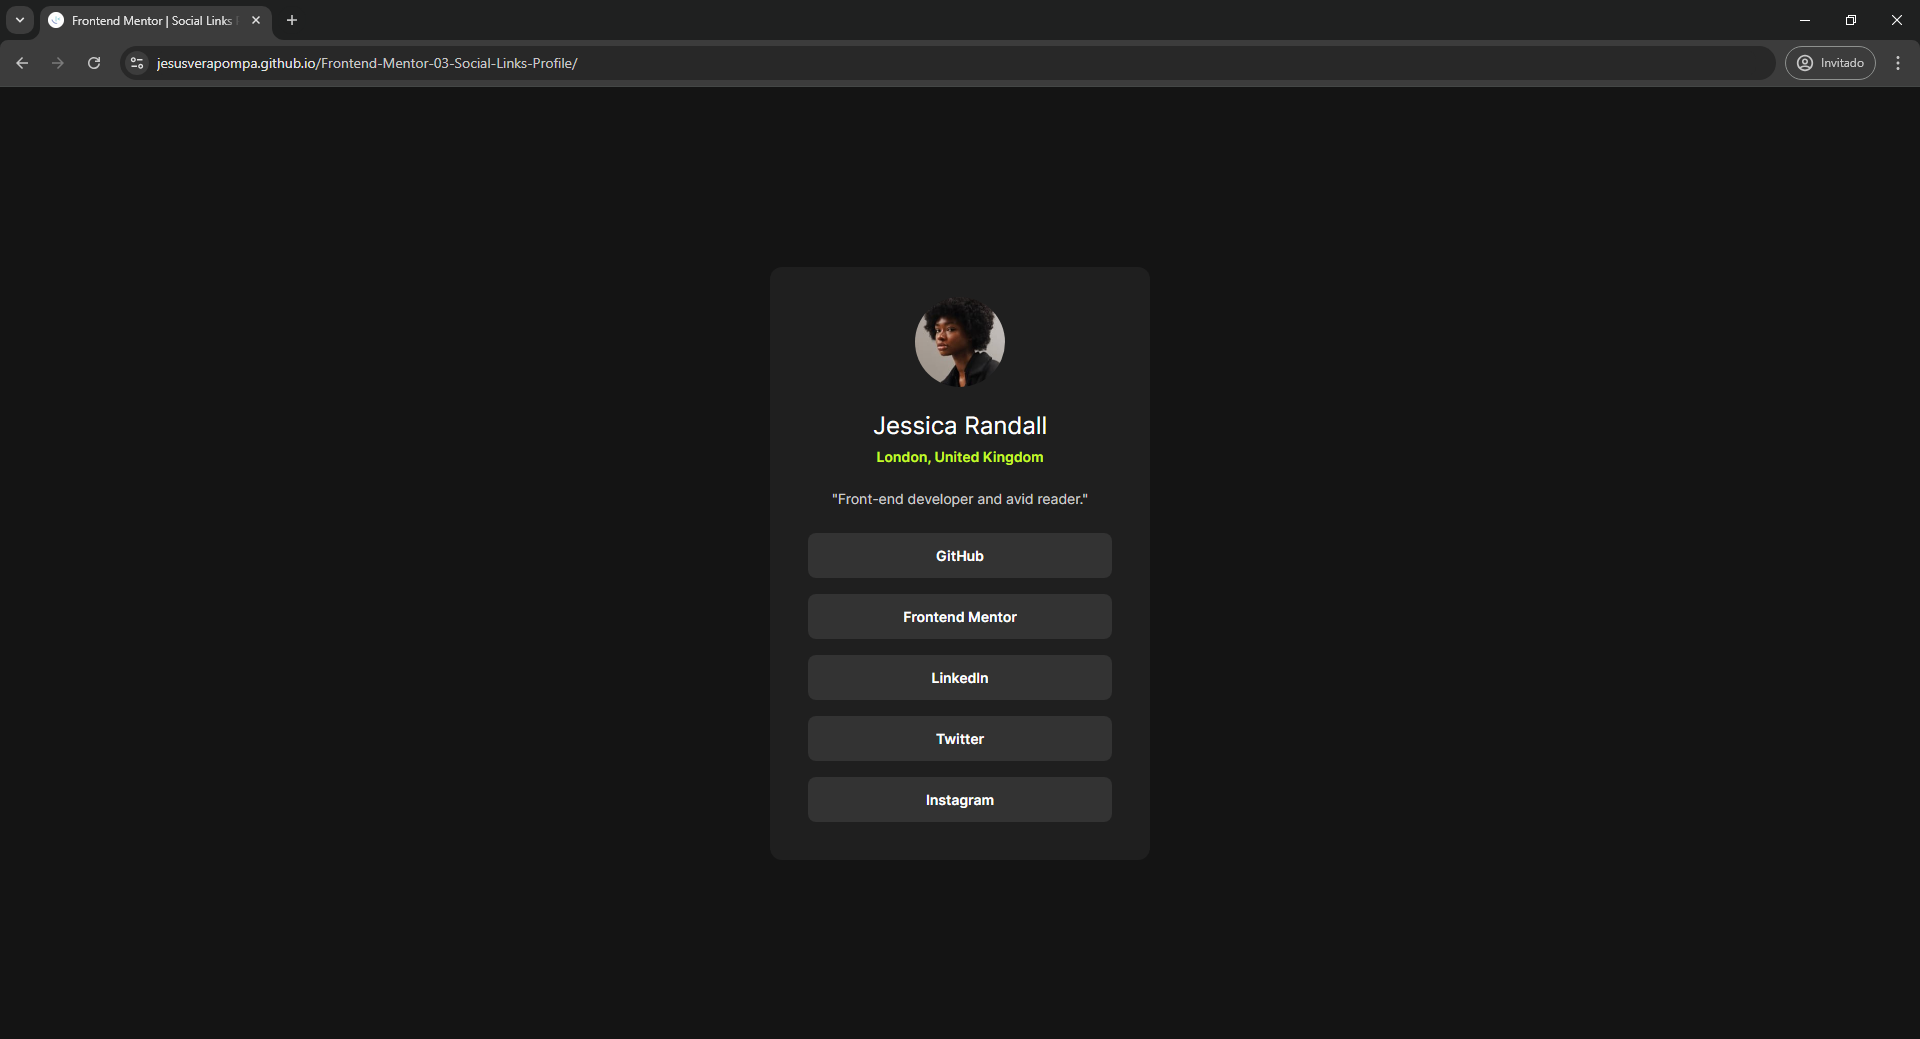 Frontend Mentor | Social Links
jesusverapompa.github.io/Frontend-Mentor-03-Social-Links-Profile/
Invitado
Jessica Randall
London, United Kingdom
"Front-end developer and avid reader."
GitHub
Frontend Mentor
LinkedIn
Twitter
Instagram